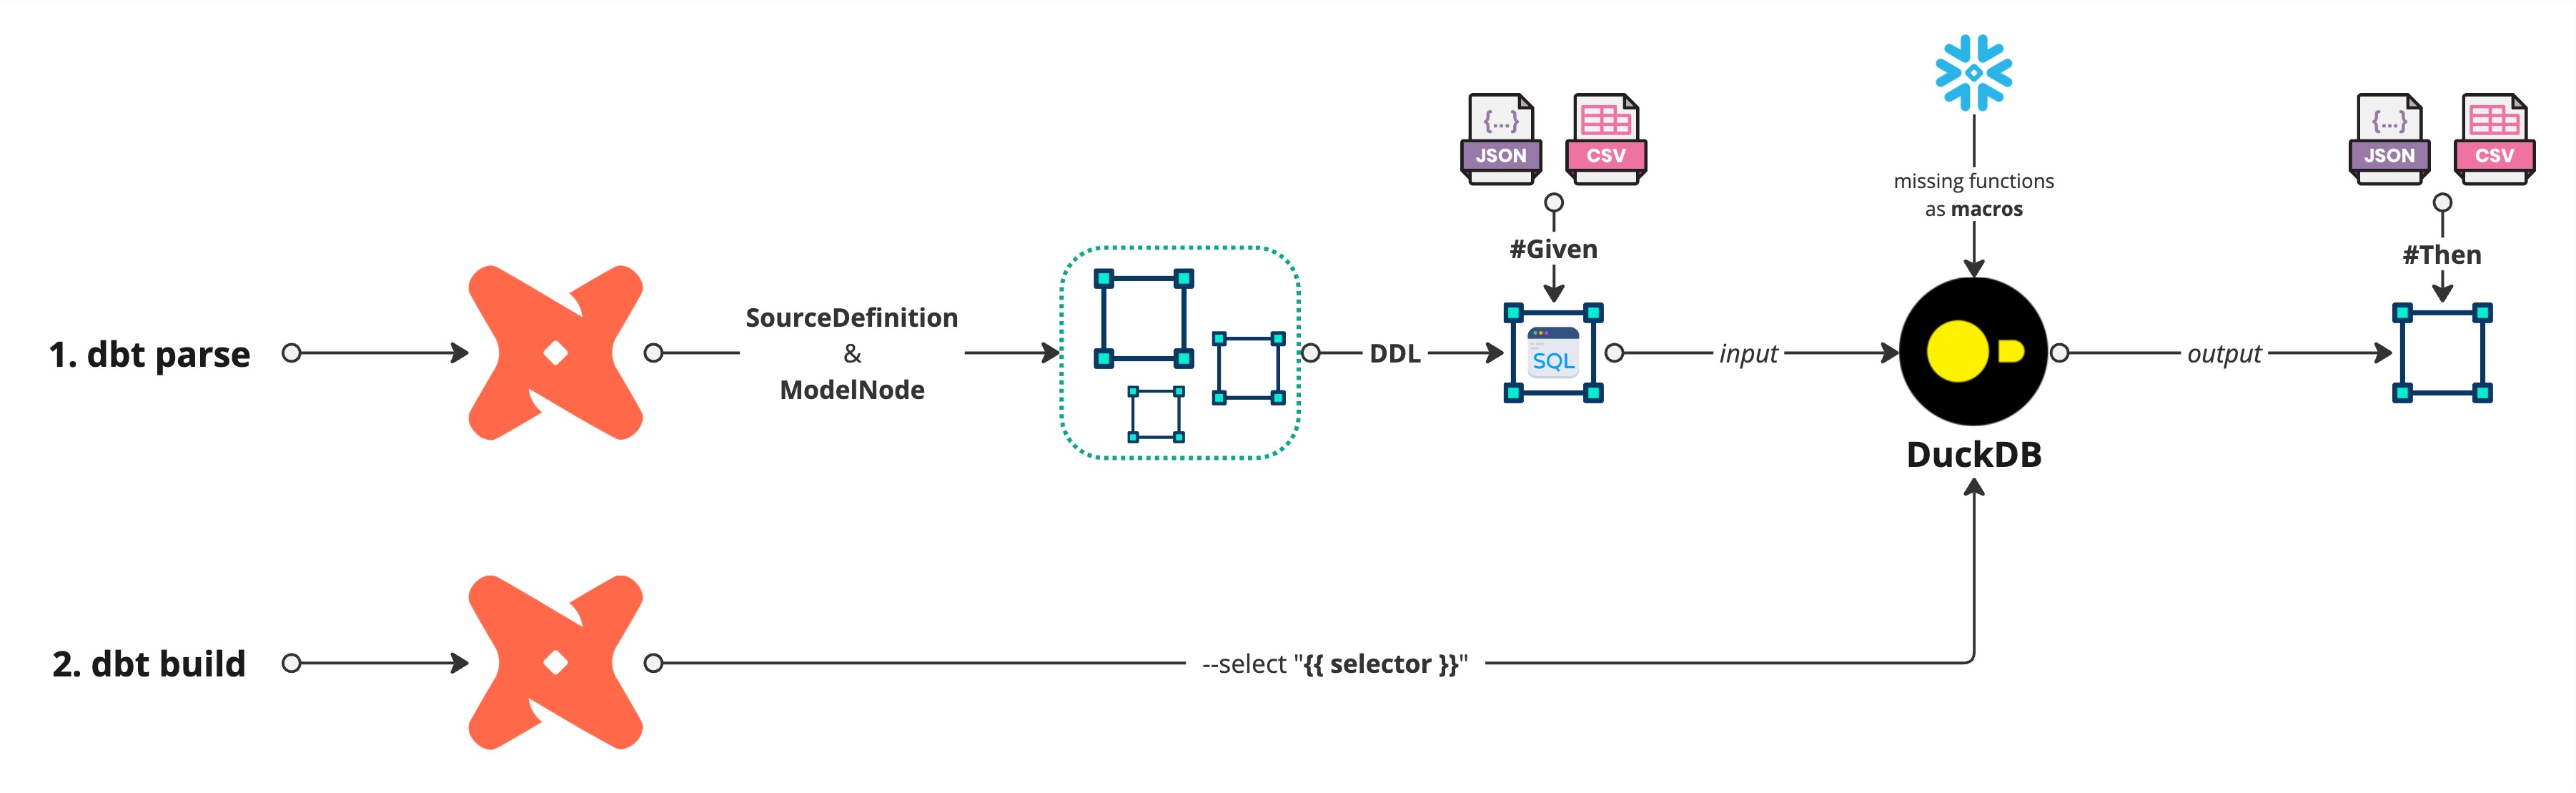 {...}
JSON
CSV
missing functions
as macros
{...}
JSON
CSV
#Given
#Then
1. dbt parse
SourceDefinition
&
ModelNode
DDL
SQL
input
output
DuckDB
2. dbt build
--select "{{ selector }}"